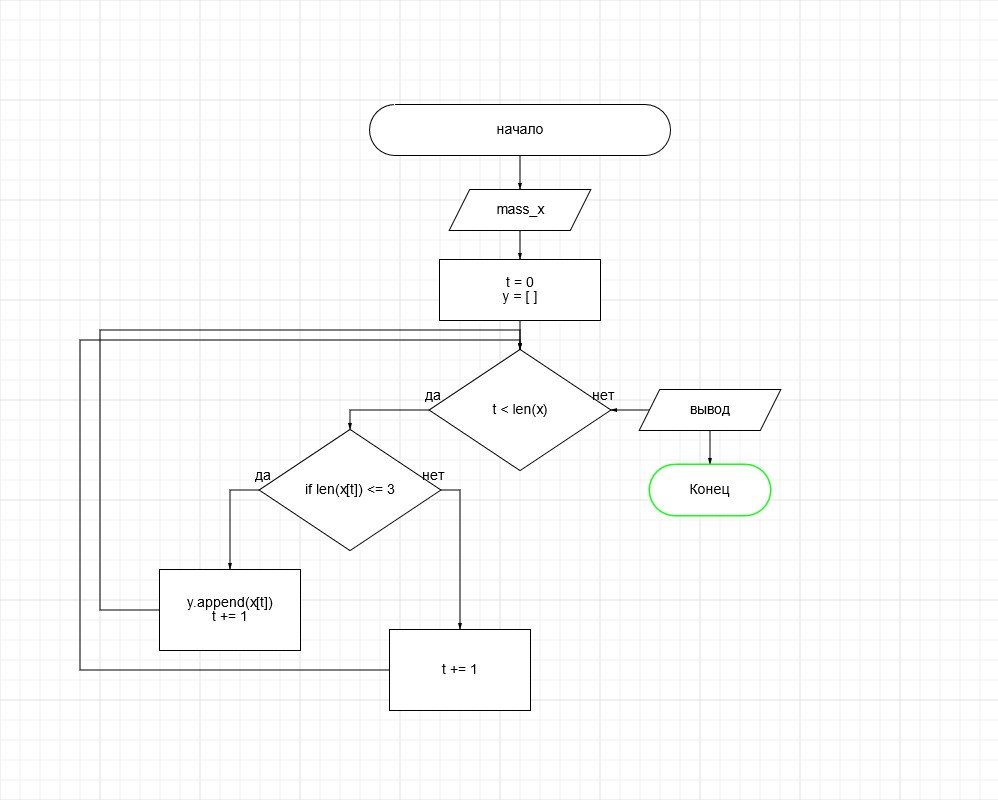 начало
mass_x
t = 0
y = [ ]
да
t < len(x)
нет
вывод
да
if len(x[t]) <= 3
нет
Конец
y.append(x[t])
t += 1
t += 1